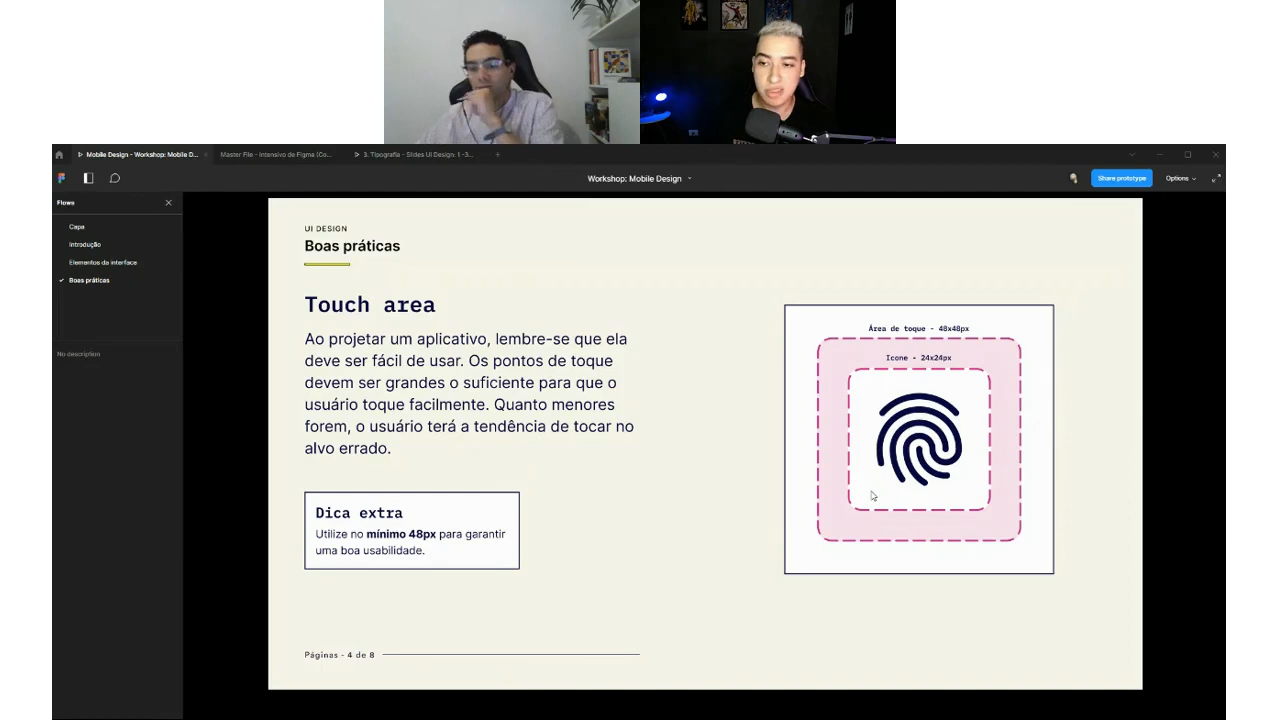 Mobile Design - Workshop: Mobile D...
Master File - Intensivo de Figma (Co...
3. Tipografia - Slides UI Design: 1 -3...
Workshop: Mobile Design
Share prototype
Options
Flows
Capa
Introdução
Elementos da interface
Boas práticas
No description
UI DESIGN
Boas práticas
Touch area
Ao projetar um aplicativo, lembre-se que ela
deve ser fácil de usar. Os pontos de toque
devem ser grandes o suficiente para que o
usuário toque facilmente. Quanto menores
forem, o usuário terá a tendência de tocar no
alvo errado.
Dica extra
Utilize no mínimo 48px para garantir
uma boa usabilidade.
Área de toque - 48x48px
Icone - 24x24px
Páginas - 4 de 8